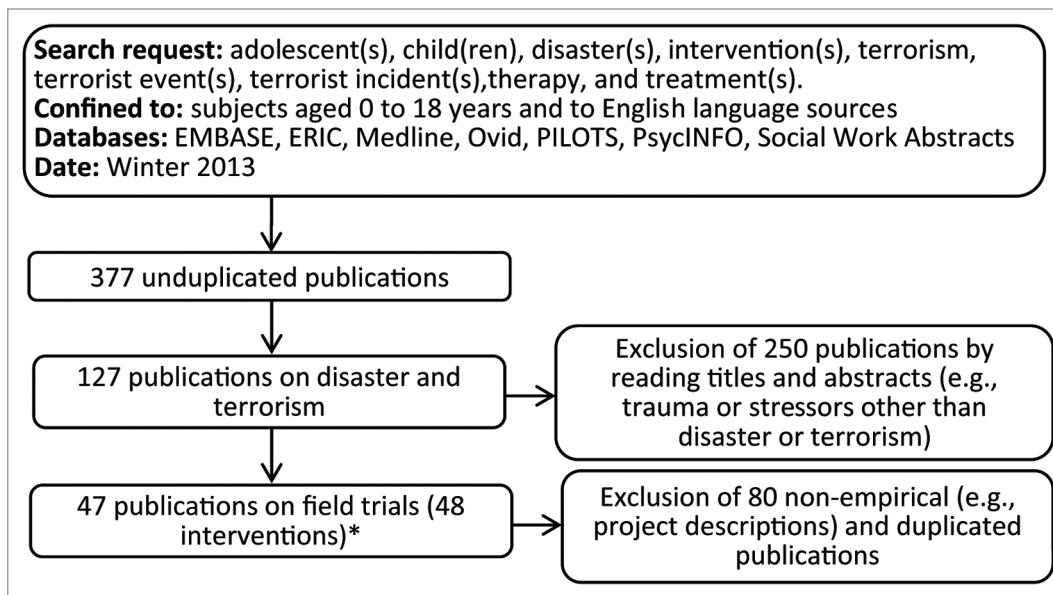 Search request: adolescent(s), child(ren), disaster(s), intervention(s), terrorism,
terrorist event(s), terrorist incident(s),therapy, and treatment(s).
Confined to: subjects aged 0 to 18 years and to English language sources
Databases: EMBASE, ERIC, Medline, Ovid, PILOTS, PsycINFO, Social Work Abstracts
Date: Winter 2013
377 unduplicated publications
127 publications on disaster and
terrorism
Exclusion of 250 publications by
reading titles and abstracts (e.g.,
trauma or stressors other than
disaster or terrorism)
47 publications on field trials (48
interventions)*
Exclusion of 80 non-empirical (e.g.,
project descriptions) and duplicated
publications